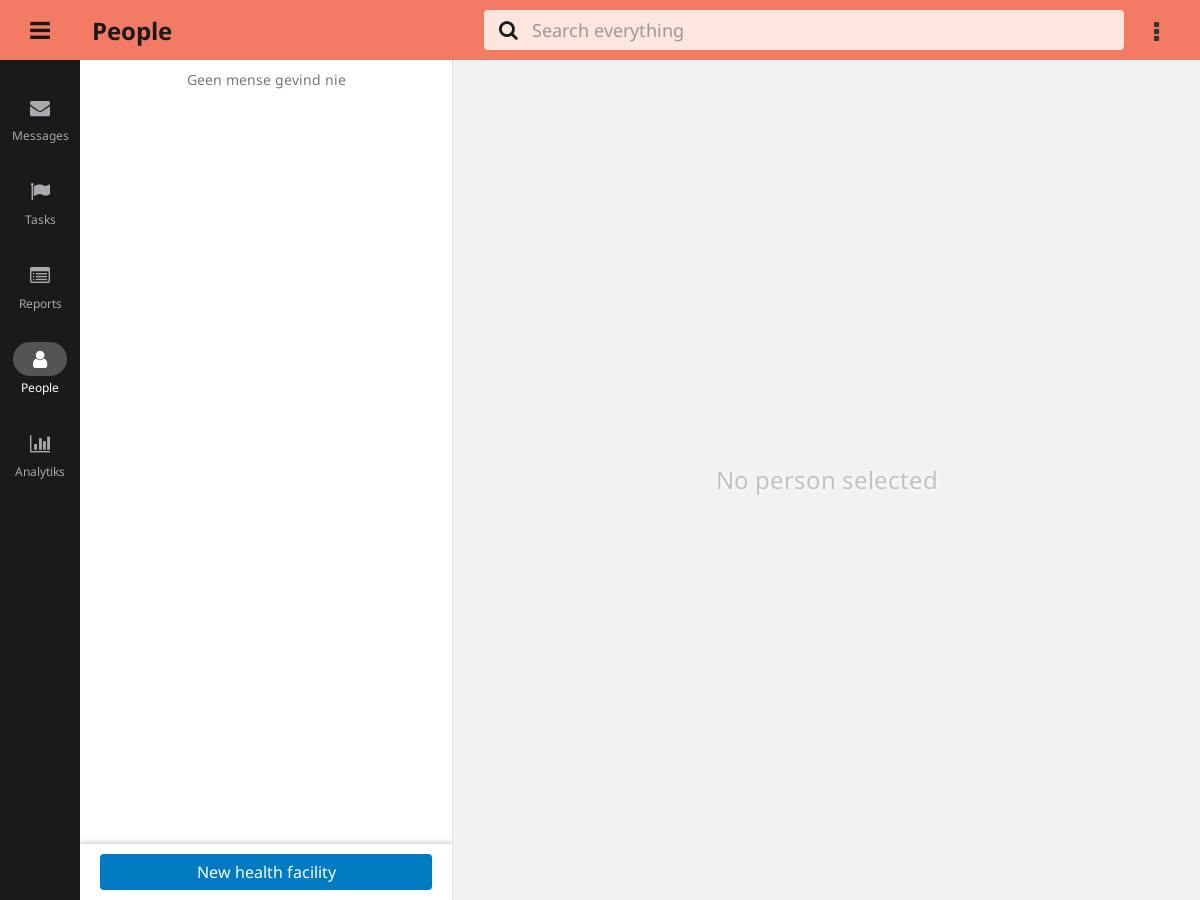 People
Search everything
Messages
Tasks
Reports
People
Analytiks
Geen mense gevind nie
No person selected
New health facility